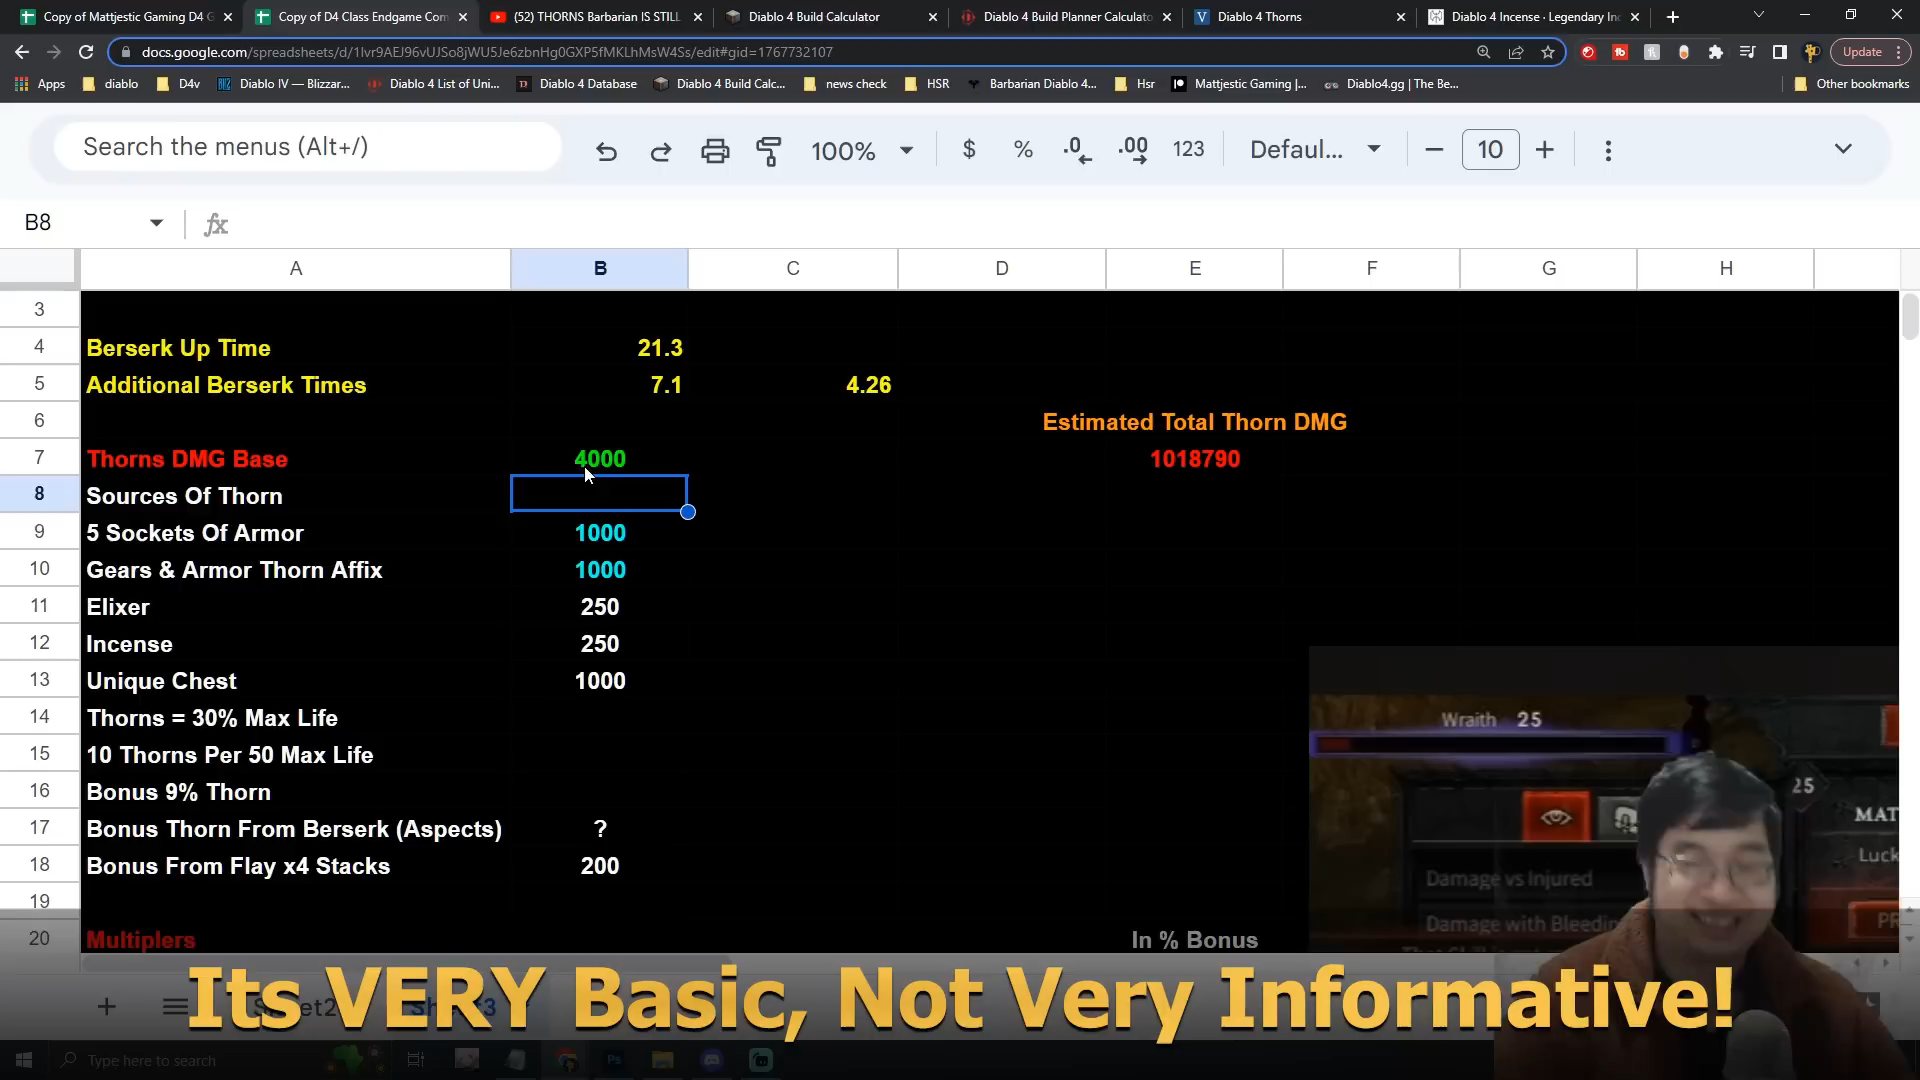 Copy of Mattjestic Gaming D4 G
Copy of D4 Class Endgame Com
(52) THORNS Barbarian IS STILL
Diablo 4 Build Calculator
Diablo 4 Build Planner Calculato
Diablo 4 Thorns
Diablo 4 Incense · Legendary Inc
docs.google.com/spreadsheets/d/1Ivr9AEJ96vUJSo8jWU5Je6zbnHg0GXP5fMKLhMsW4Ss/edit#gid=1767732107
Update
Apps
diablo
D4v
Diablo IV — Blizzar...
Diablo 4 List of Uni...
Diablo 4 Database
Diablo 4 Build Calc...
news check
HSR
Barbarian Diablo 4...
Hsr
Mattjestic Gaming |...
Diablo4.gg | The Be...
Other bookmarks
Search the menus (Alt+/)
100%
$ % .0 .00 123
Defaul...
10
B8
fx
A B C D E F G H
3
4 Berserk Up Time 21.3
5 Additional Berserk Times 7.1 4.26
6 Estimated Total Thorn DMG
7 Thorns DMG Base 4000 1018790
8 Sources Of Thorn
9 5 Sockets Of Armor 1000
10 Gears & Armor Thorn Affix 1000
11 Elixer 250
12 Incense 250
13 Unique Chest 1000
14 Thorns = 30% Max Life
15 10 Thorns Per 50 Max Life
16 Bonus 9% Thorn
17 Bonus Thorn From Berserk (Aspects) ?
18 Bonus From Flay x4 Stacks 200
19
20 Multiplers In % Bonus
Wraith 25
25
MAT
Luck
Damage vs Injured
Damage with Bleeding
PR
Its VERY Basic, Not Very Informative!
Sheet2
Sheet3
Type here to search